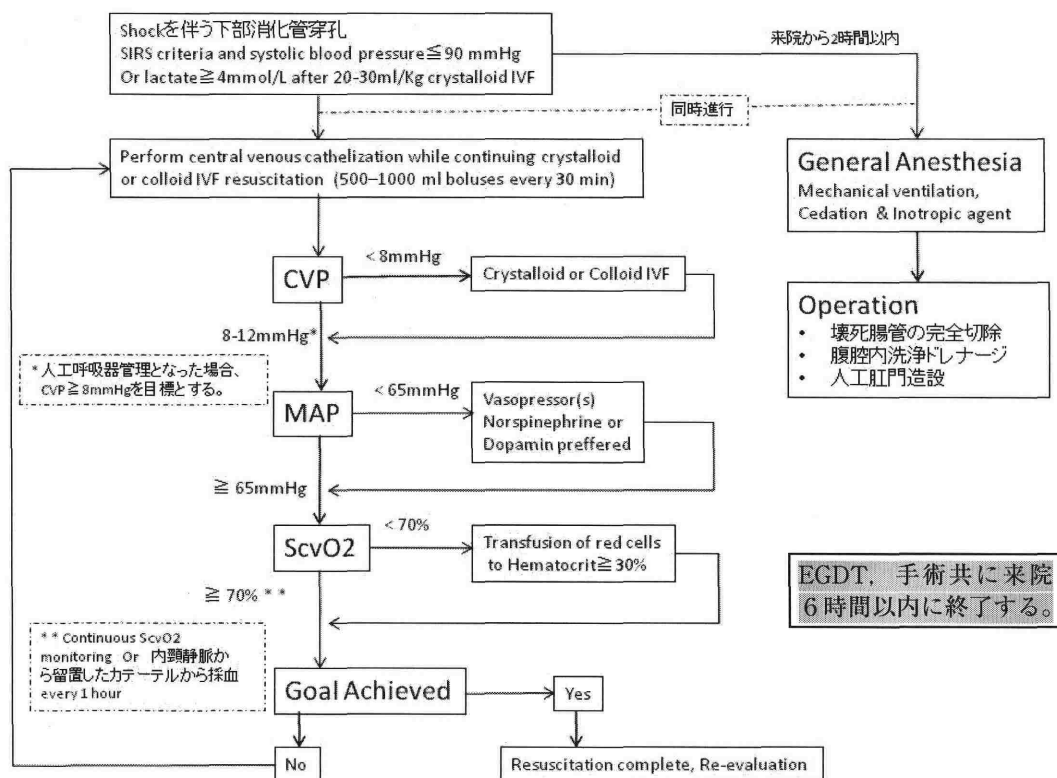 Shockを伴う下部消化管穿孔
SIRS criteria and systolic blood pressure≦90 mmHg
Or lactate≧4mmol/L after 20-30ml/Kg crystalloid IVF
来院から2時間以内
同時進行
Perform central venous cathelization while continuing crystalloid
or colloid IVF resuscitation (500–1000 ml boluses every 30 min)
General Anesthesia
Mechanical ventilation,
Cedation & Inotropic agent
CVP
<8mmHg
Crystalloid or Colloid IVF
8-12mmHg*
Operation
• 壊死腸管の完全切除
• 腹腔内洗浄ドレナージ
• 人工肛門造設
*人工呼吸器管理となった場合、
CVP≧8mmHgを目標とする。
MAP
<65mmHg
Vasopressor(s)
Norspinephrine or
Dopamin preffered
≧ 65mmHg
ScvO2
<70%
Transfusion of red cells
to Hematocrit≧30%
≧ 70% * *
EGDT，手術共に来院
6時間以内に終了する。
* * Continuous ScvO2
monitoring Or 内頸静脈か
ら留置したカテーテルから採血
every 1 hour
Goal Achieved
Yes
No
Resuscitation complete, Re-evaluation